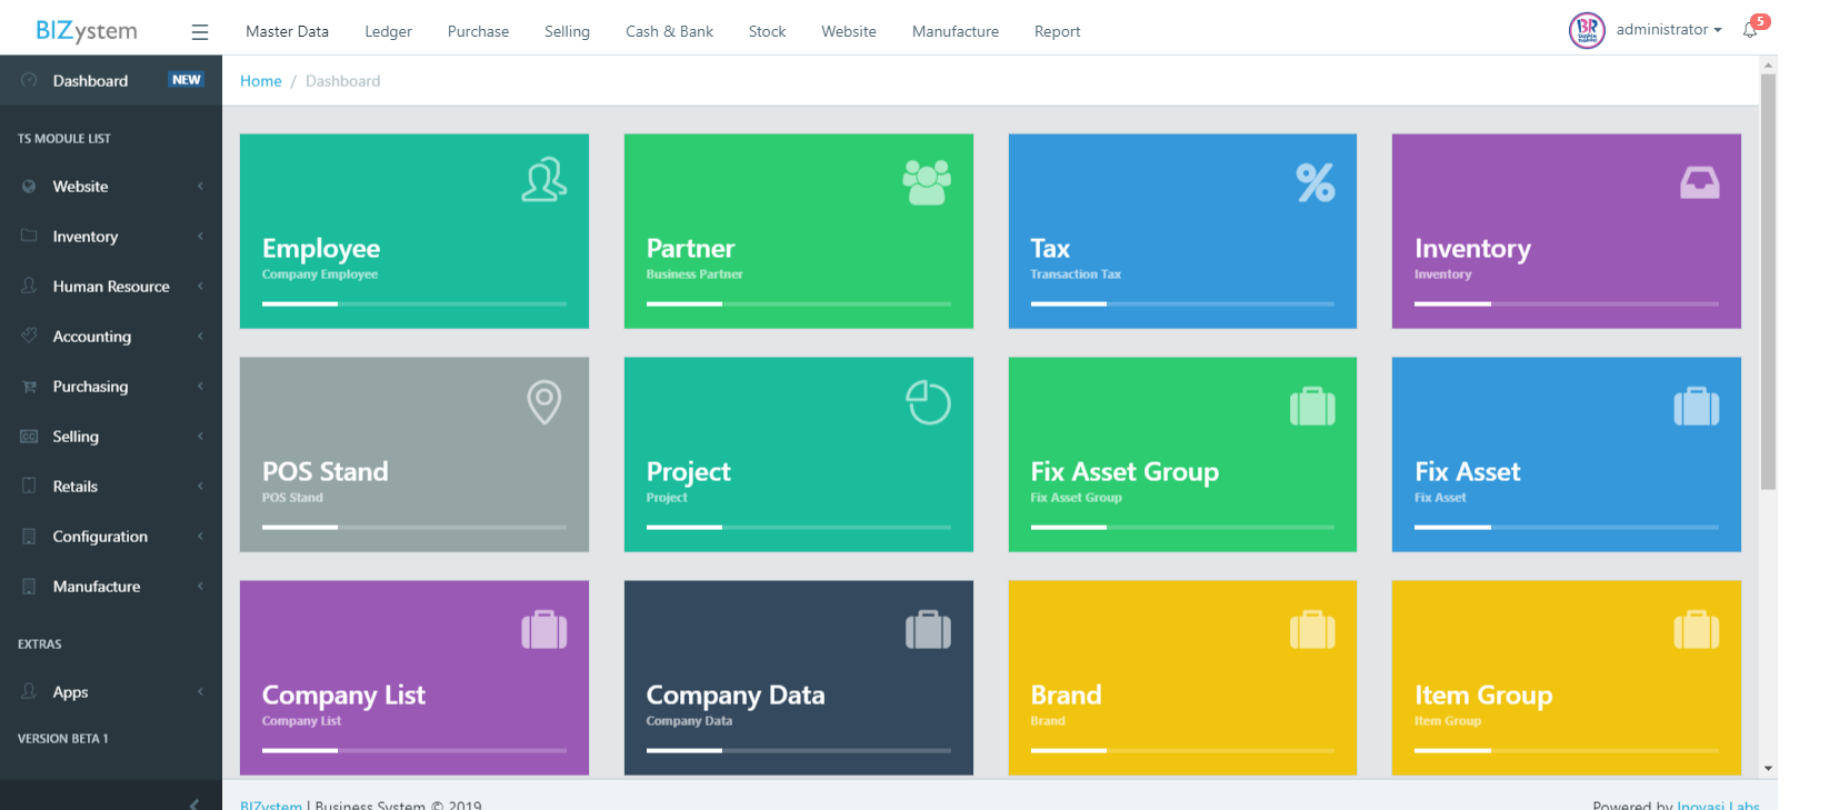 BIZystem
Master Data
Ledger
Purchase
Selling
Cash & Bank
Stock
Website
Manufacture
Report
BR
administrator
5
Dashboard NEW
TS MODULE LIST
Website
Inventory
Human Resource
Accounting
Purchasing
CC
Selling
Retails
Configuration
Manufacture
EXTRAS
Apps
VERSION BETA 1
Home / Dashboard
Employee
Company Employee
Partner
Business Partner
%
Tax
Transaction Tax
Inventory
Inventory
POS Stand
POS Stand
Project
Project
Fix Asset Group
Fix Asset Group
Fix Asset
Fix Asset
Company List
Company List
Company Data
Company Data
Brand
Brand
Item Group
Item Group
BIZystem | Business System © 2019
Powered by Inovasi Labs